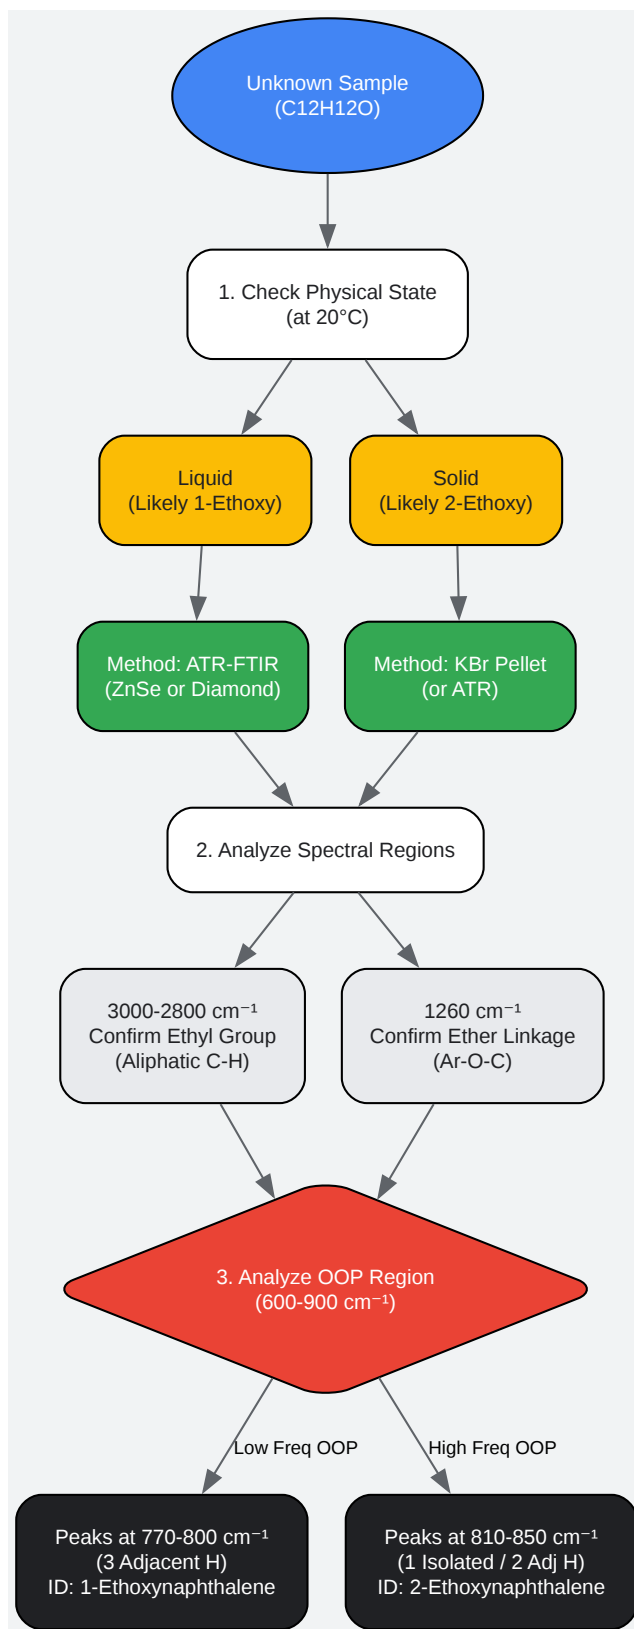 Unknown Sample
(C12H12O)
1. Check Physical State
(at 20°C)
Liquid
(Likely 1-Ethoxy)
Solid
(Likely 2-Ethoxy)
Method: ATR-FTIR
(ZnSe or Diamond)
Method: KBr Pellet
(or ATR)
2. Analyze Spectral Regions
3000-2800 cm⁻¹
Confirm Ethyl Group
(Aliphatic C-H)
1260 cm⁻¹
Confirm Ether Linkage
(Ar-O-C)
3. Analyze OOP Region
(600-900 cm⁻¹)
Low Freq OOP
High Freq OOP
Peaks at 770-800 cm⁻¹
(3 Adjacent H)
ID: 1-Ethoxynaphthalene
Peaks at 810-850 cm⁻¹
(1 Isolated / 2 Adj H)
ID: 2-Ethoxynaphthalene